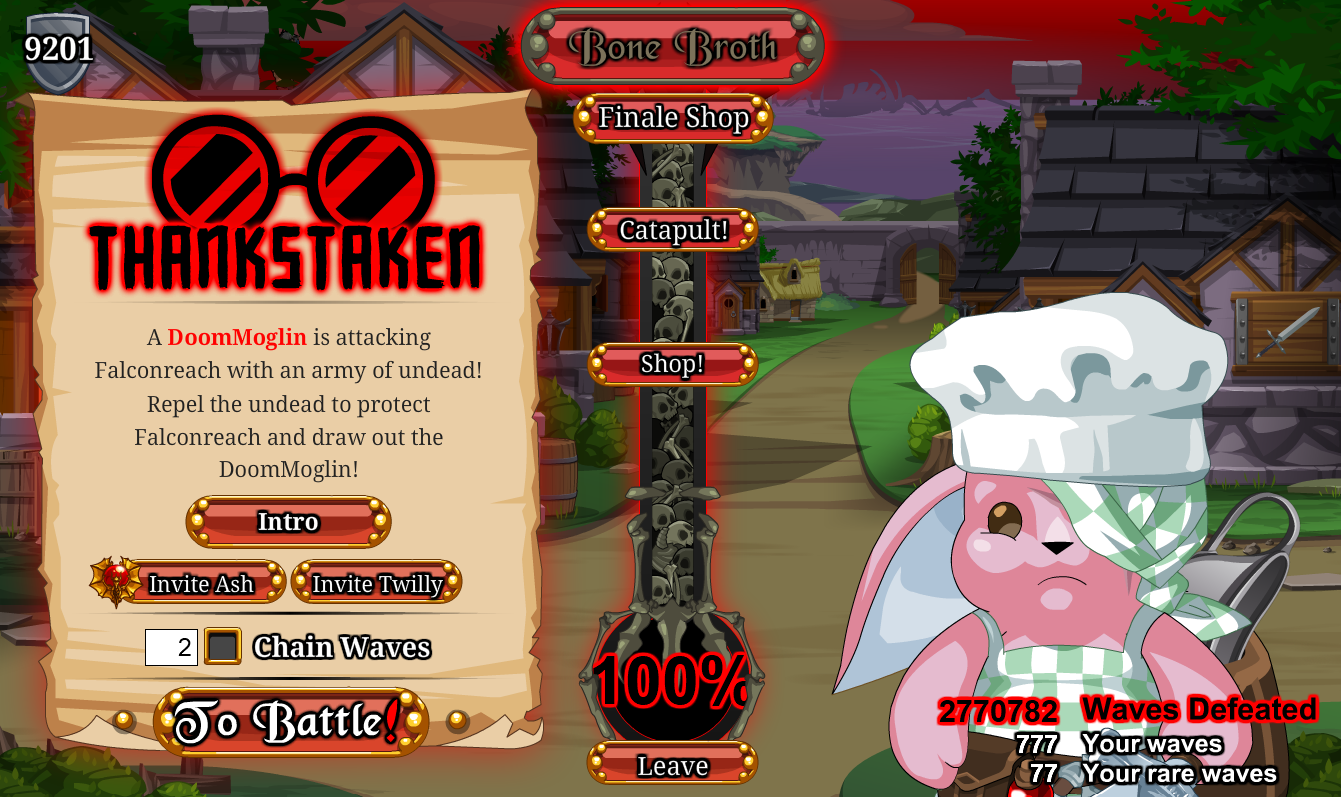 9201
Bone Broth
Finale Shop
Catapult!
Shop!
100%
Leave
THANKSTAKEN
A DoomMoglin is attacking
Falconreach with an army of undead!
Repel the undead to protect
Falconreach and draw out the
DoomMoglin!
Intro
Invite Ash
Invite Twilly
2 Chain Waves
To Battle!
2770782 Waves Defeated
777 Your waves
77 Your rare waves